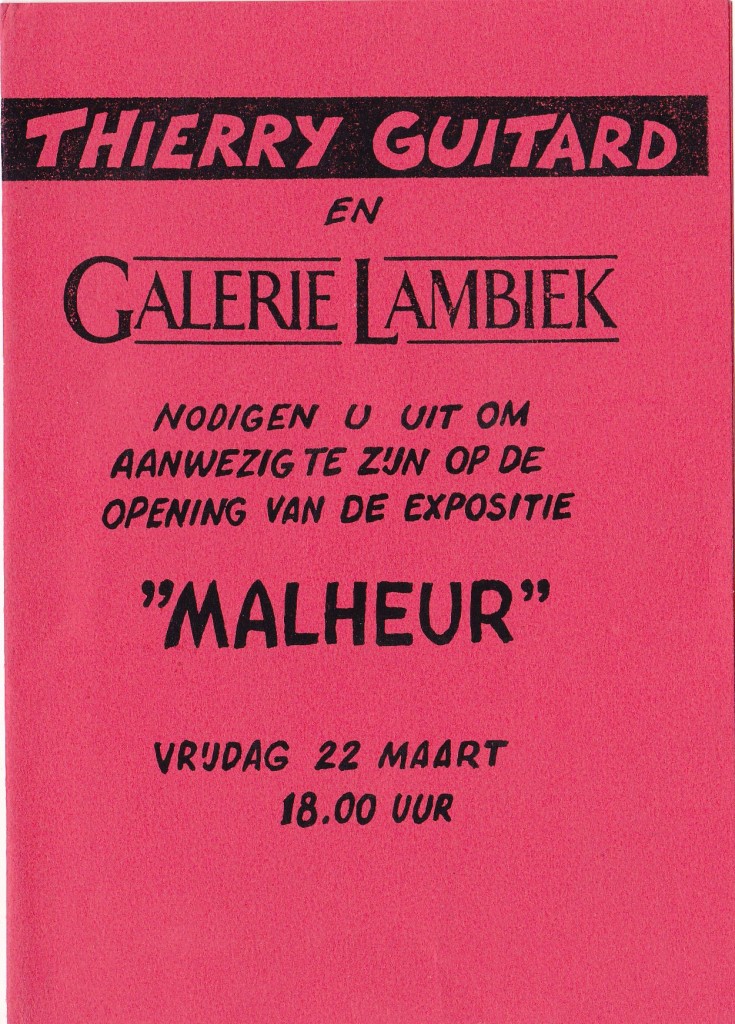 THIERRY GUITARD
EN
GALERIE LAMBIEK
NODIGEN U UIT OM
AANWEZIG TE ZIJN OP DE
OPENING VAN DE EXPOSITIE
"MALHEUR"
VRIJDAG 22 MAART
18.00 UUR